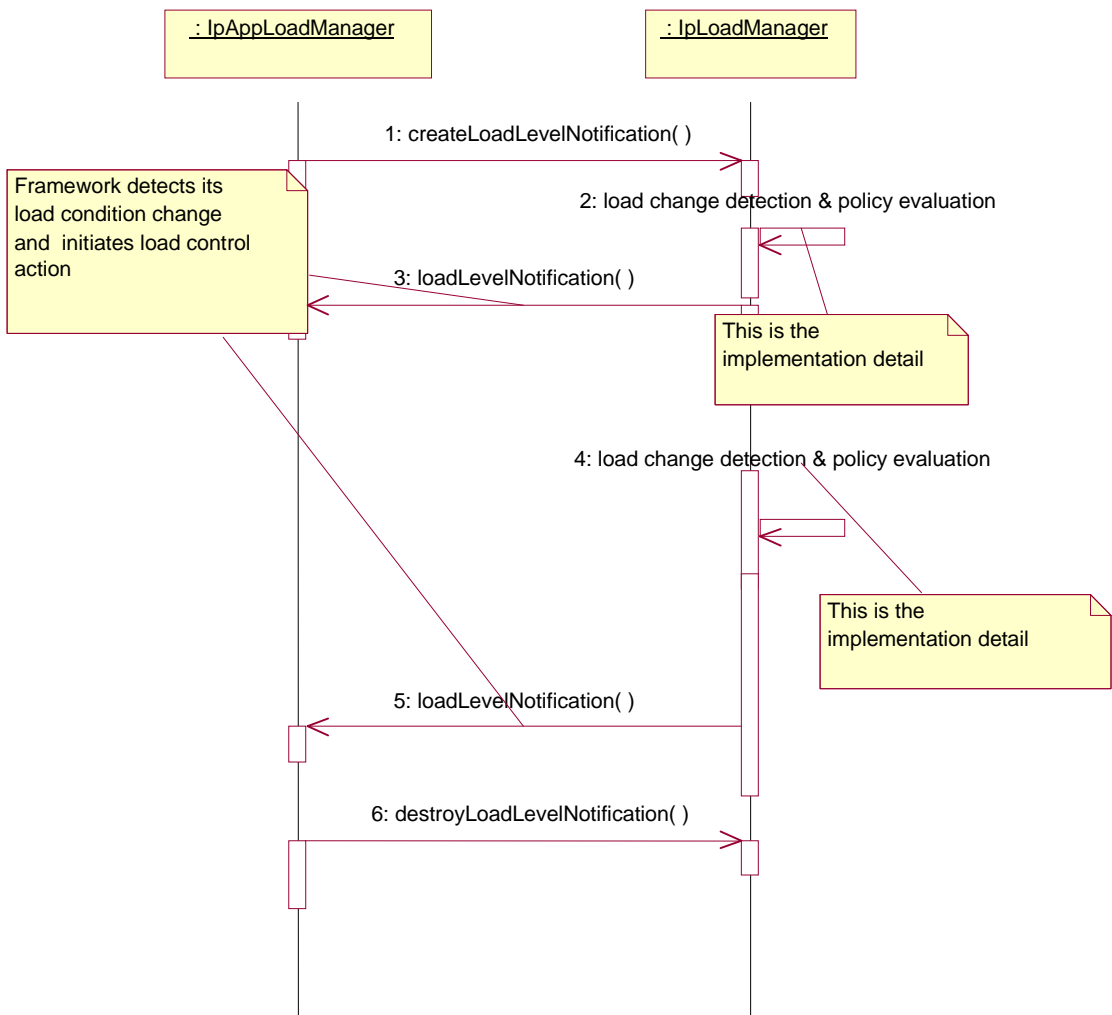 : IpAppLoadManager
: IpLoadManager
1: createLoadLevelNotification( )
Framework detects its
load condition change
and initiates load control
action
2: load change detection & policy evaluation
3: loadLevelNotification( )
This is the
implementation detail
4: load change detection & policy evaluation
This is the
implementation detail
5: loadLevelNotification( )
6: destroyLoadLevelNotification( )